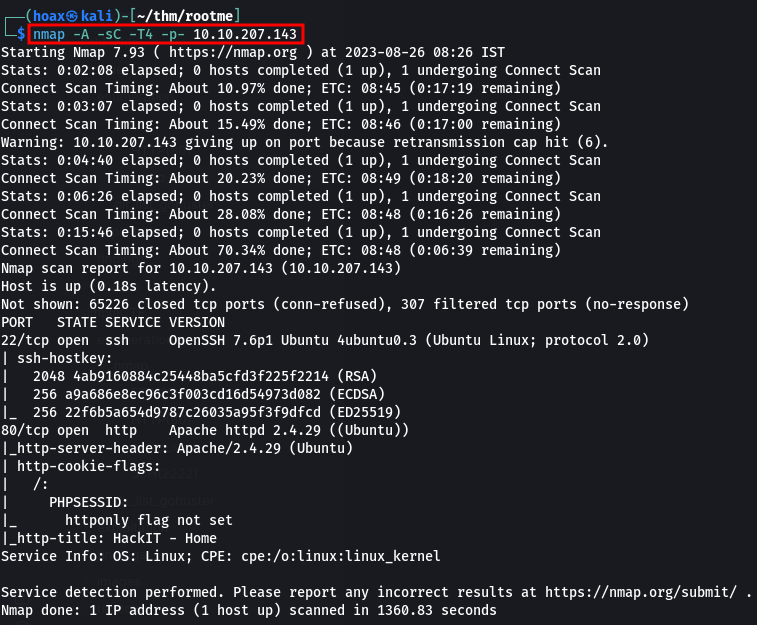 (hoax㉿kali)-[~/thm/rootme]
$ nmap -A -sC -T4 -p- 10.10.207.143
Starting Nmap 7.93 ( https://nmap.org ) at 2023-08-26 08:26 IST
Stats: 0:02:08 elapsed; 0 hosts completed (1 up), 1 undergoing Connect Scan
Connect Scan Timing: About 10.97% done; ETC: 08:45 (0:17:19 remaining)
Stats: 0:03:07 elapsed; 0 hosts completed (1 up), 1 undergoing Connect Scan
Connect Scan Timing: About 15.49% done; ETC: 08:46 (0:17:00 remaining)
Warning: 10.10.207.143 giving up on port because retransmission cap hit (6).
Stats: 0:04:40 elapsed; 0 hosts completed (1 up), 1 undergoing Connect Scan
Connect Scan Timing: About 20.23% done; ETC: 08:49 (0:18:20 remaining)
Stats: 0:06:26 elapsed; 0 hosts completed (1 up), 1 undergoing Connect Scan
Connect Scan Timing: About 28.08% done; ETC: 08:48 (0:16:26 remaining)
Stats: 0:15:46 elapsed; 0 hosts completed (1 up), 1 undergoing Connect Scan
Connect Scan Timing: About 70.34% done; ETC: 08:48 (0:06:39 remaining)
Nmap scan report for 10.10.207.143 (10.10.207.143)
Host is up (0.18s latency).
Not shown: 65226 closed tcp ports (conn-refused), 307 filtered tcp ports (no-response)
PORT   STATE SERVICE VERSION
22/tcp open  ssh     OpenSSH 7.6p1 Ubuntu 4ubuntu0.3 (Ubuntu Linux; protocol 2.0)
| ssh-hostkey:
|   2048 4ab9160884c25448ba5cfd3f225f2214 (RSA)
|   256 a9a686e8ec96c3f003cd16d54973d082 (ECDSA)
|_  256 22f6b5a654d9787c26035a95f3f9dfcd (ED25519)
80/tcp open  http    Apache httpd 2.4.29 ((Ubuntu))
|_http-server-header: Apache/2.4.29 (Ubuntu)
| http-cookie-flags:
|   /:
|     PHPSESSID:
|_      httponly flag not set
|_http-title: HackIT - Home
Service Info: OS: Linux; CPE: cpe:/o:linux:linux_kernel
Service detection performed. Please report any incorrect results at https://nmap.org/submit/ .
Nmap done: 1 IP address (1 host up) scanned in 1360.83 seconds